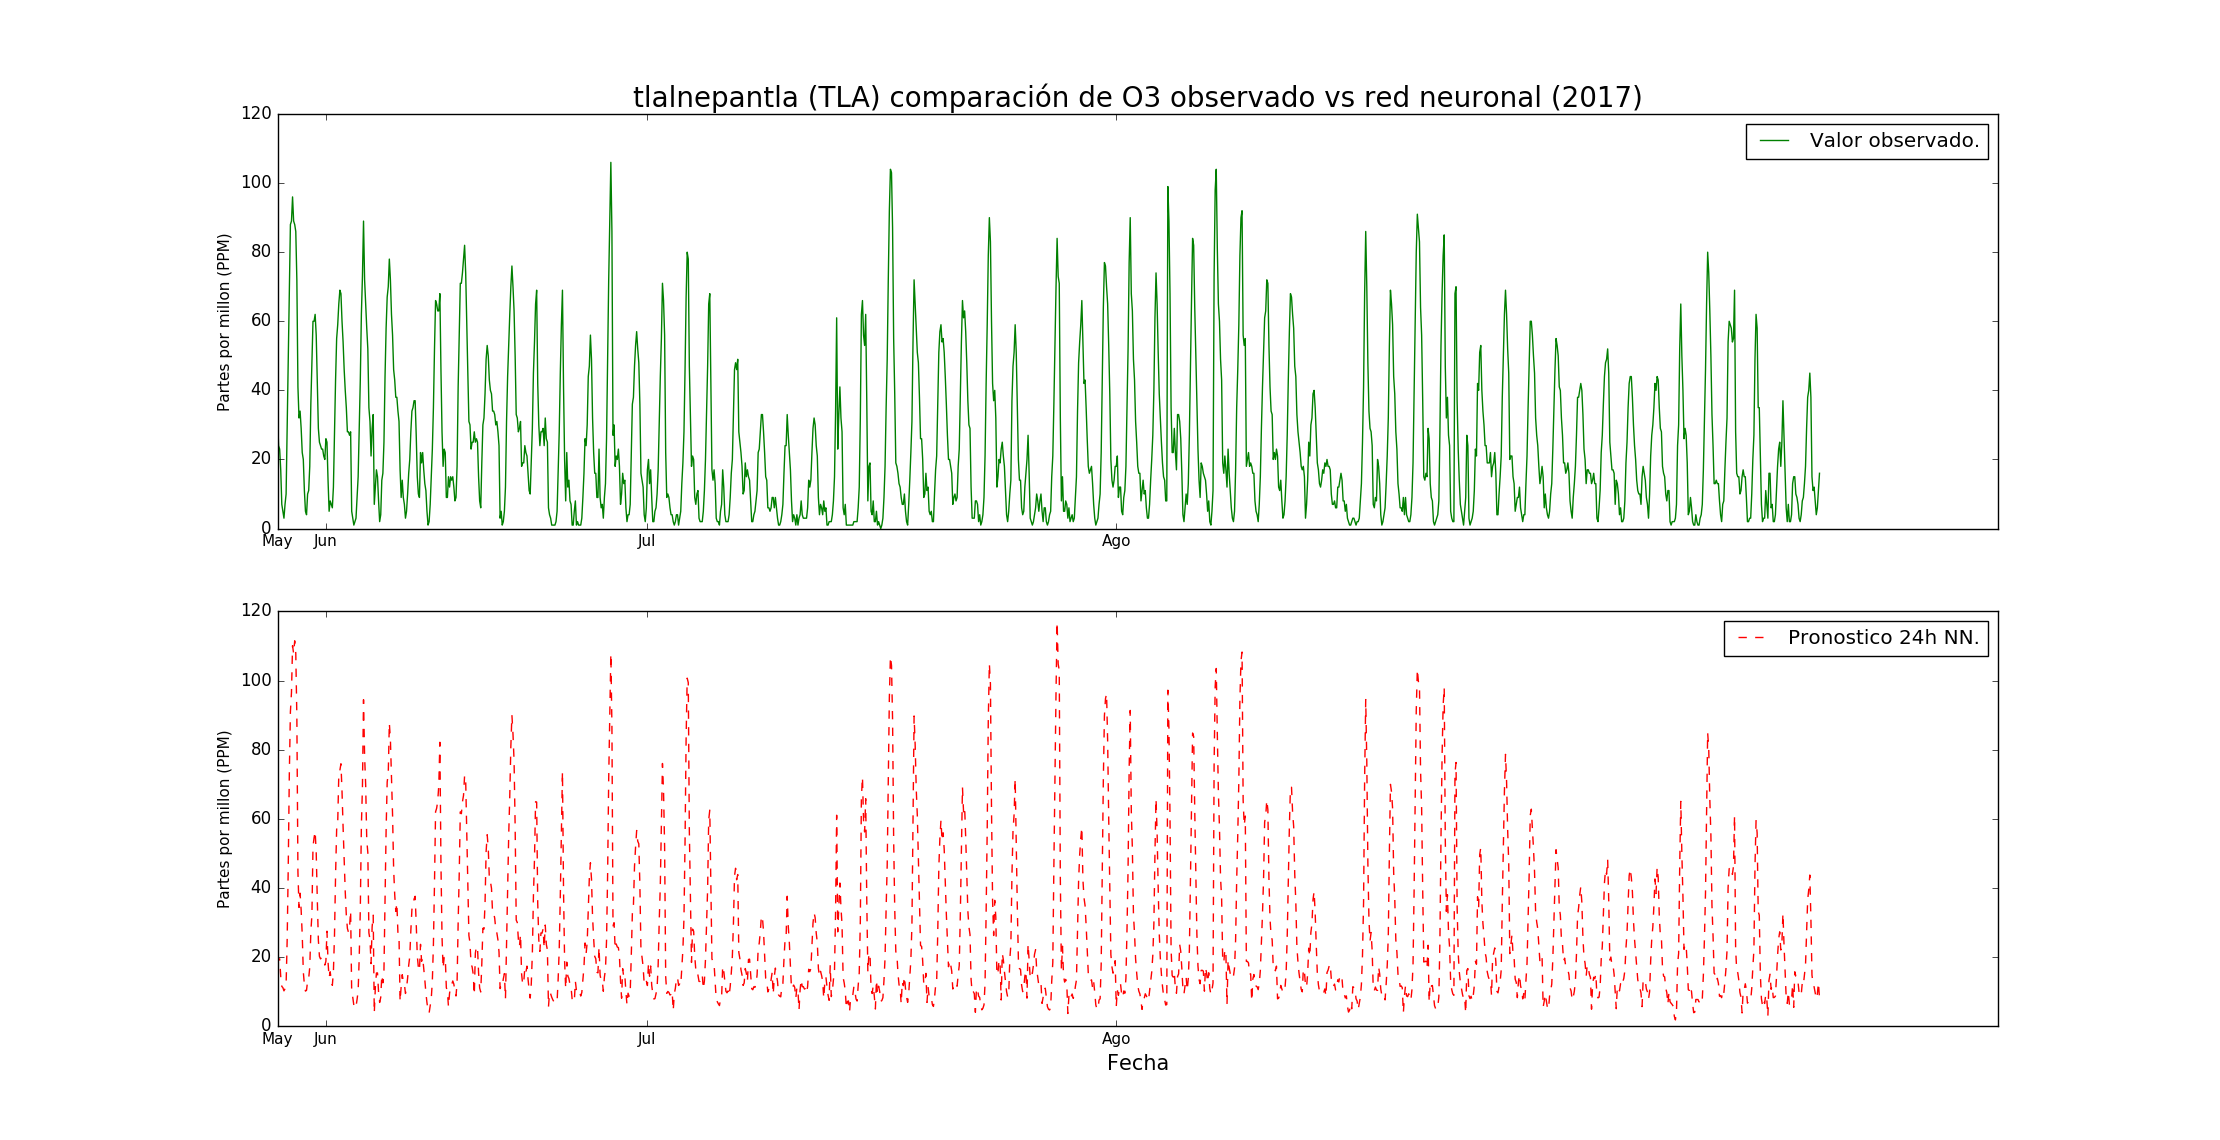 tlalnepantla (TLA) comparación de O3 observado vs red neuronal (2017)
120
100
80
60
40
20
0
Partes por millon (PPM)
Valor observado.
May Jun Jul Ago
120
100
80
60
40
20
0
Partes por millon (PPM)
Pronostico 24h NN.
May Jun Jul Ago
Fecha